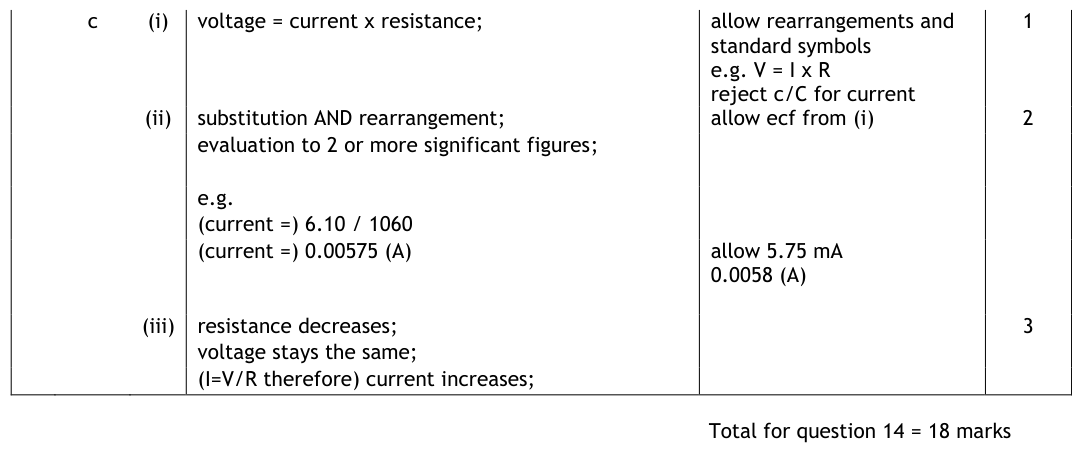 c (i) voltage = current x resistance; allow rearrangements and 1
standard symbols
e.g. V = I x R
reject c/C for current
(ii) substitution AND rearrangement; allow ecf from (i) 2
evaluation to 2 or more significant figures;
e.g.
(current =) 6.10 / 1060
(current =) 0.00575 (A) allow 5.75 mA
0.0058 (A)
(iii) resistance decreases; 3
voltage stays the same;
(I=V/R therefore) current increases;
Total for question 14 = 18 marks